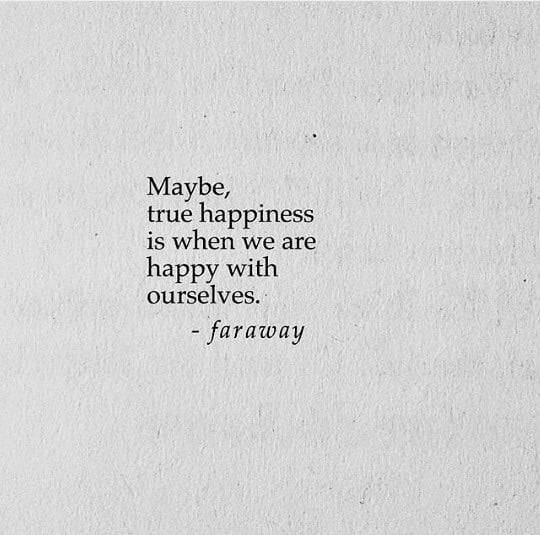 Maybe,
true happiness
is when we are
happy with
ourselves.
- faraway